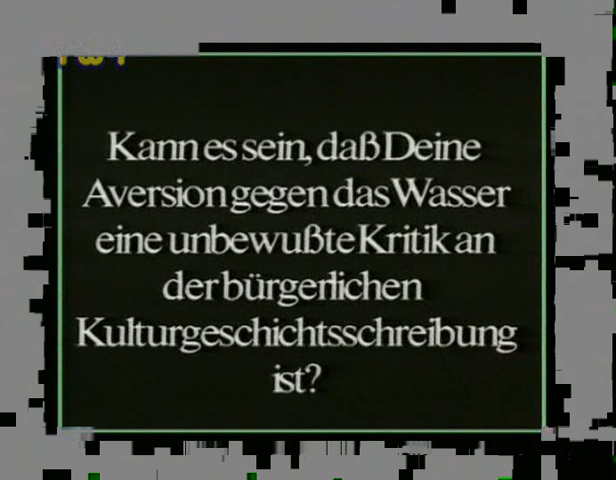 Kann es sein, daß Deine
Aversion gegen das Wasser
eine unbewußte Kritik an
der bürgerlichen
Kulturgeschichtsschreibung
ist?